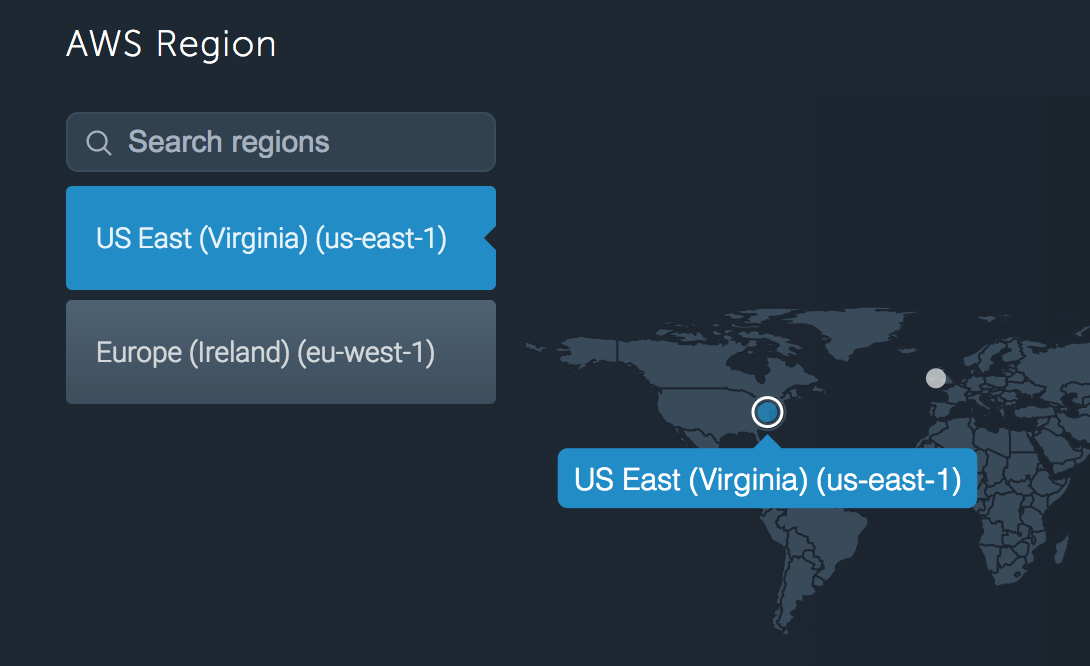 AWS Region
Search regions
US East (Virginia) (us-east-1)
Europe (Ireland) (eu-west-1)
US East (Virginia) (us-east-1)